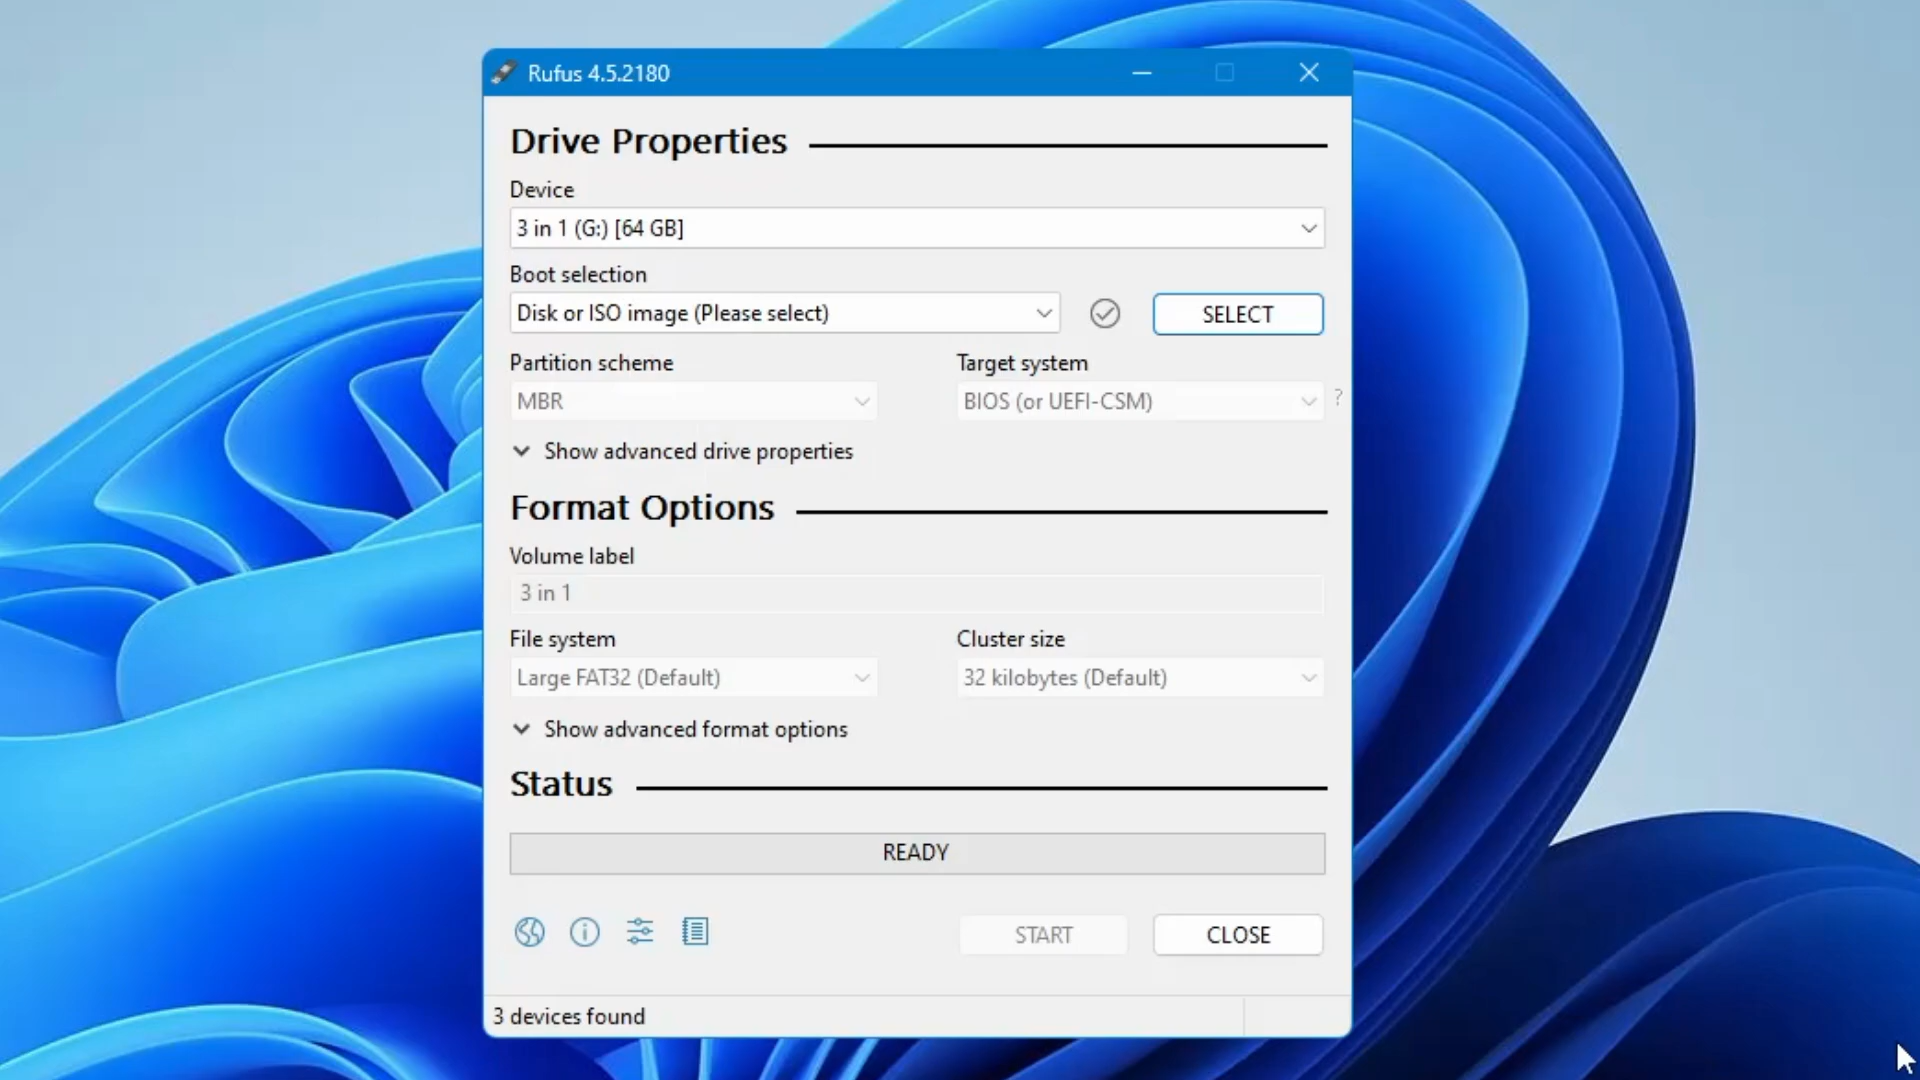 Rufus 4.5.2180
Drive Properties
Device
3 in 1 (G:) [64 GB]
Boot selection
Disk or ISO image (Please select)
SELECT
Partition scheme
Target system
MBR
BIOS (or UEFI-CSM)
?
Show advanced drive properties
Format Options
Volume label
3 in 1
File system
Cluster size
Large FAT32 (Default)
32 kilobytes (Default)
Show advanced format options
Status
READY
START
CLOSE
3 devices found